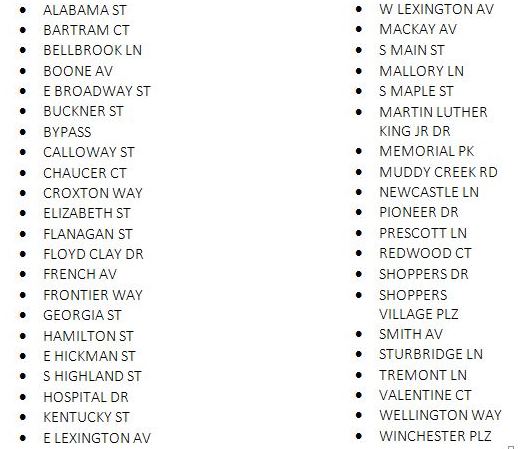 ALABAMA ST
BARTRAM CT
BELLBROOK LN
BOONE AV
E BROADWAY ST
BUCKNER ST
BYPASS
CALLOWAY ST
CHAUCER CT
CROXTON WAY
ELIZABETH ST
FLANAGAN ST
FLOYD CLAY DR
FRENCH AV
FRONTIER WAY
GEORGIA ST
HAMILTON ST
E HICKMAN ST
S HIGHLAND ST
HOSPITAL DR
KENTUCKY ST
E LEXINGTON AV
W LEXINGTON AV
MACKAY AV
S MAIN ST
MALLORY LN
S MAPLE ST
MARTIN LUTHER
KING JR DR
MEMORIAL PK
MUDDY CREEK RD
NEWCASTLE LN
PIONEER DR
PRESCOTT LN
REDWOOD CT
SHOPPERS DR
SHOPPERS
VILLAGE PLZ
SMITH AV
STURBRIDGE LN
TREMONT LN
VALENTINE CT
WELLINGTON WAY
WINCHESTER PLZ